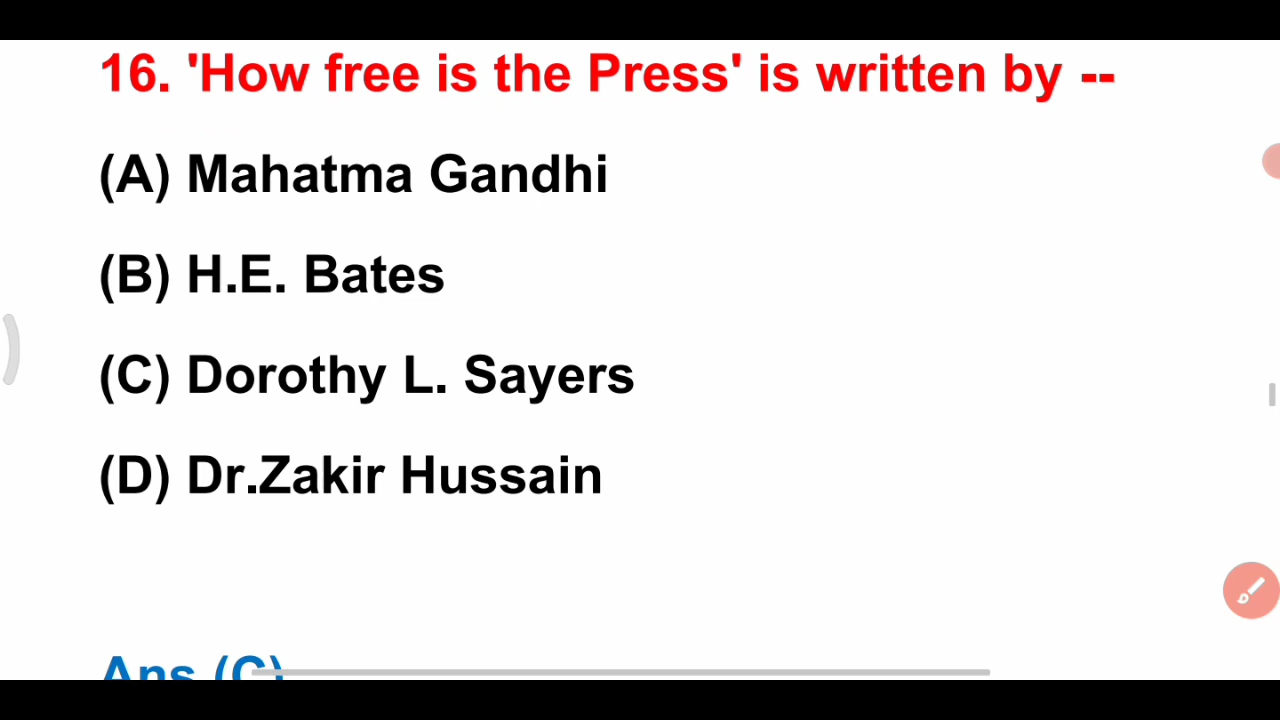 16. 'How free is the Press' is written by --
(A) Mahatma Gandhi
(B) H.E. Bates
(C) Dorothy L. Sayers
(D) Dr.Zakir Hussain
Ans.(C)